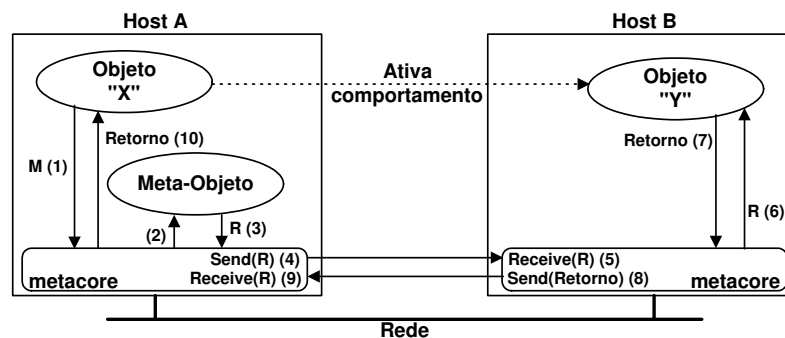 Host A
Host B
Objeto
"X"
Ativa
comportamento
Objeto
"Y"
M (1)
Retorno (10)
Retorno (7)
Meta-Objeto
(2)
R (3)
R (6)
Send(R) (4)
Receive(R) (9)
metacore
Receive(R) (5)
Send(Retorno) (8)
metacore
Rede